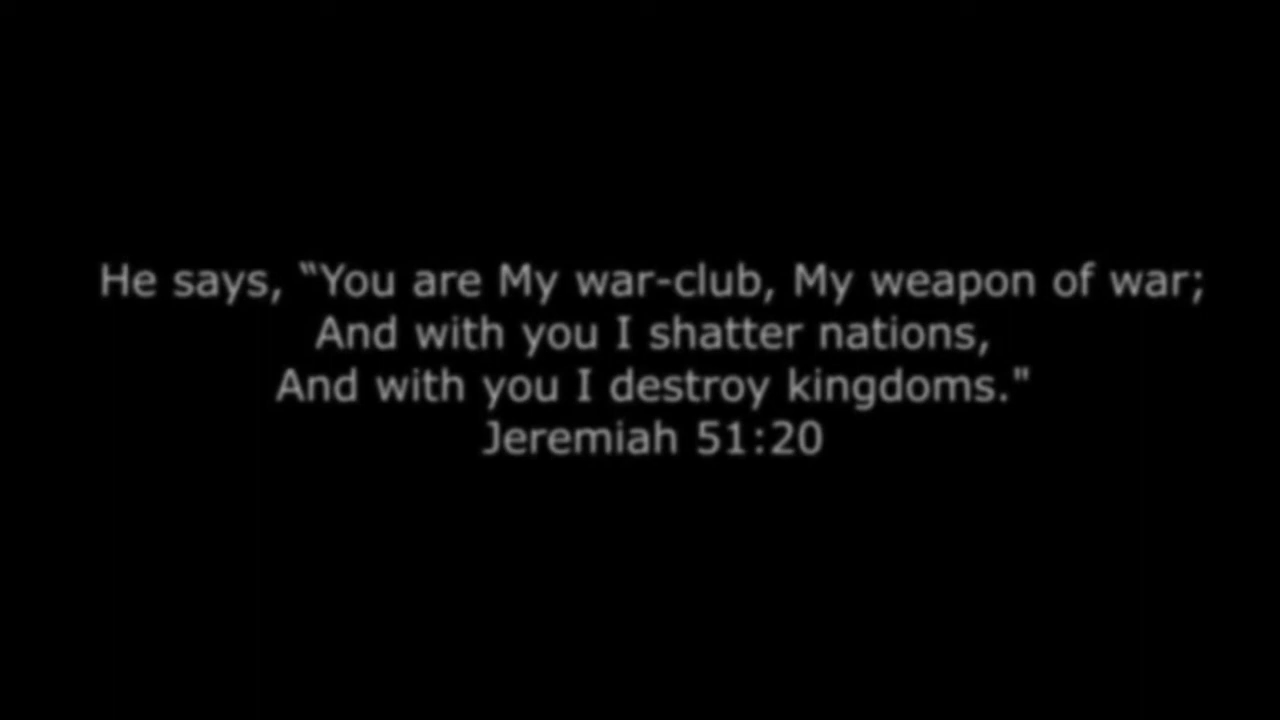 He says, “You are My war-club, My weapon of war;
And with you I shatter nations,
And with you I destroy kingdoms."
Jeremiah 51:20